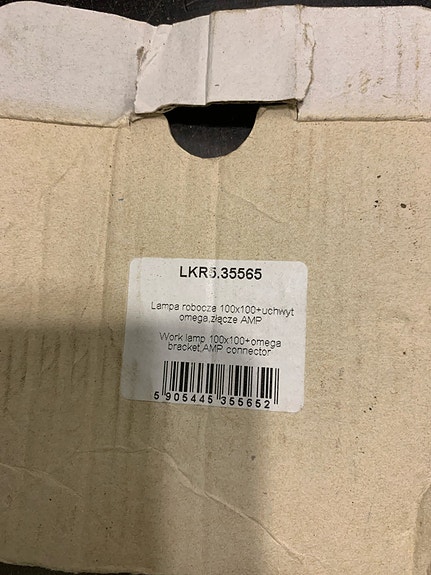 LKR5.35565
Lampa robocza 100x100+uchwyt
omega,złącze AMP
Work lamp 100x100+omega
bracket,AMP connector
5 905445 355652